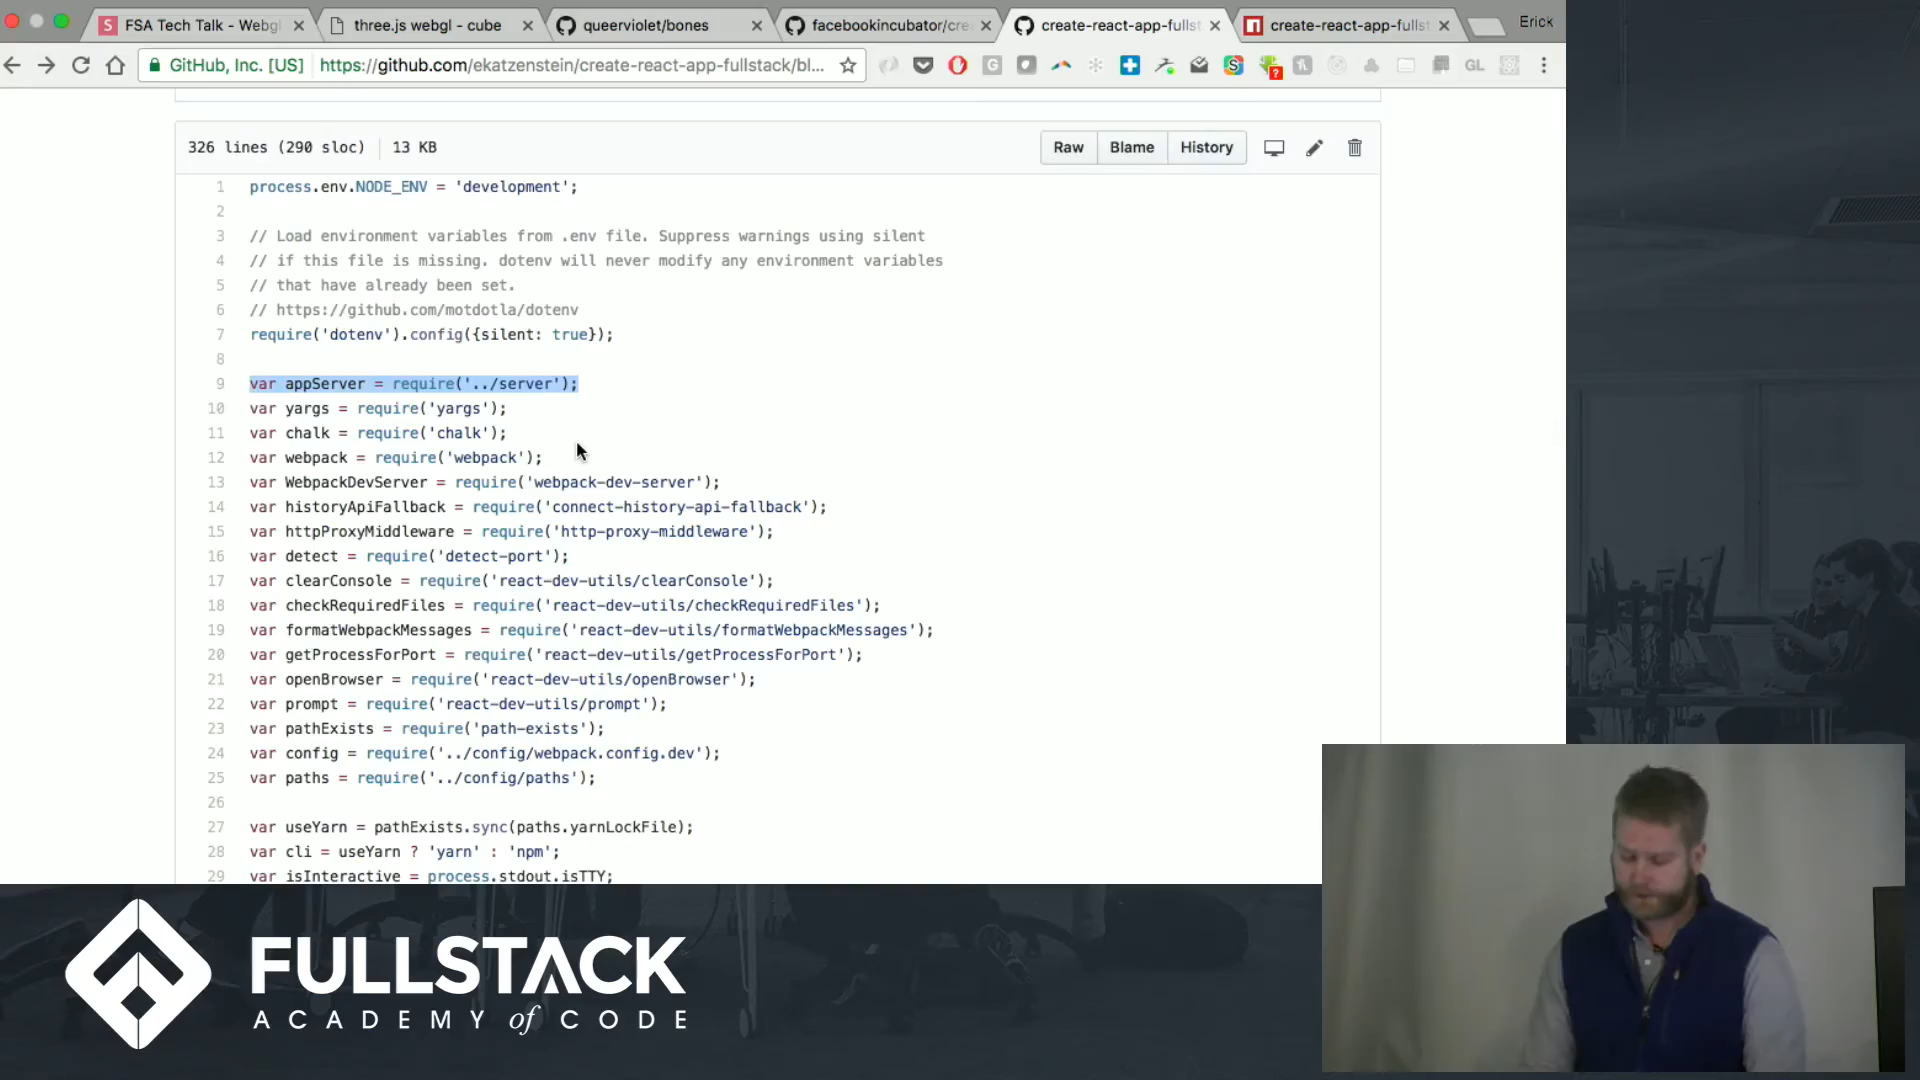 FSA Tech Talk - Webgl
three.js webgl - cube
queerviolet/bones
facebookincubator/cre
create-react-app-fulls
create-react-app-fulls
Erick
GitHub, Inc. [US]
https://github.com/ekatzenstein/create-react-app-fullstack/bl...
GL
326 lines (290 sloc)
13 KB
Raw
Blame
History
1 process.env.NODE_ENV = 'development';
2
3 // Load environment variables from .env file. Suppress warnings using silent
4 // if this file is missing. dotenv will never modify any environment variables
5 // that have already been set.
6 // https://github.com/motdotla/dotenv
7 require('dotenv').config({silent: true});
8
9 var appServer = require('../server');
10 var yargs = require('yargs');
11 var chalk = require('chalk');
12 var webpack = require('webpack');
13 var WebpackDevServer = require('webpack-dev-server');
14 var historyApiFallback = require('connect-history-api-fallback');
15 var httpProxyMiddleware = require('http-proxy-middleware');
16 var detect = require('detect-port');
17 var clearConsole = require('react-dev-utils/clearConsole');
18 var checkRequiredFiles = require('react-dev-utils/checkRequiredFiles');
19 var formatWebpackMessages = require('react-dev-utils/formatWebpackMessages');
20 var getProcessForPort = require('react-dev-utils/getProcessForPort');
21 var openBrowser = require('react-dev-utils/openBrowser');
22 var prompt = require('react-dev-utils/prompt');
23 var pathExists = require('path-exists');
24 var config = require('../config/webpack.config.dev');
25 var paths = require('../config/paths');
26
27 var useYarn = pathExists.sync(paths.yarnLockFile);
28 var cli = useYarn ? 'yarn' : 'npm';
29 var isInteractive = process.stdout.isTTY;
FULLSTACK
ACADEMY of CODE